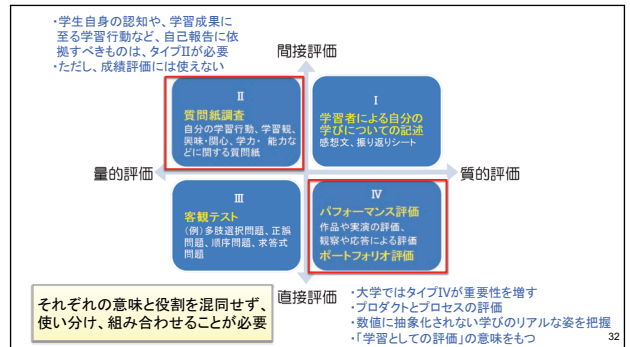 ・学生自身の認知や、学習成果に
至る学習行動など、自己報告に依
拠すべきものは、タイプIIが必要
・ただし、成績評価には使えない
間接評価
II
質問紙調査
自分の学習行動、学習観、
興味・関心、学力・ 能力な
どに関する質問紙
I
学習者による自分の
学びについての記述
感想文、振り返りシート
量的評価
質的評価
III
客観テスト
(例)多肢選択問題、正誤
問題、順序問題、求答式
問題
IV
パフォーマンス評価
作品や実演の評価、
観察や応答による評価
ポートフォリオ評価
直接評価
それぞれの意味と役割を混同せず、
使い分け、組み合わせることが必要
・大学ではタイプIVが重要性を増す
・プロダクトとプロセスの評価
・数値に抽象化されない学びのリアルな姿を把握
・「学習としての評価」の意味をもつ
32